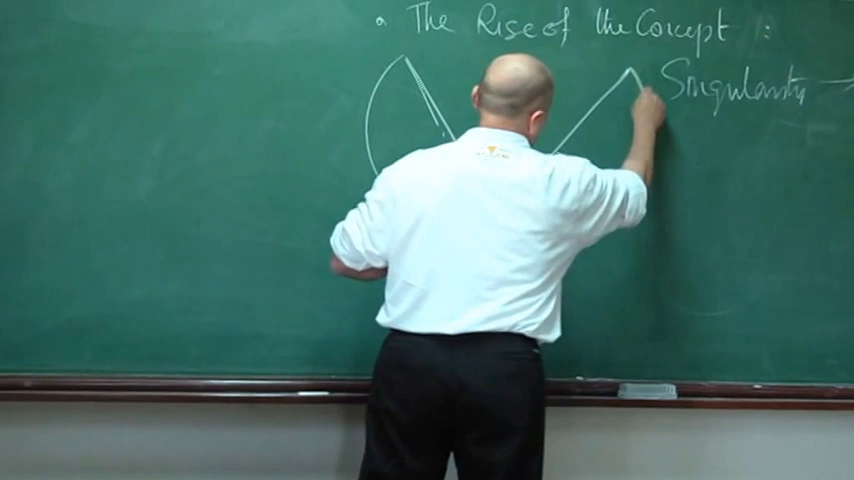 The Rise of the Concept :
Singularity →